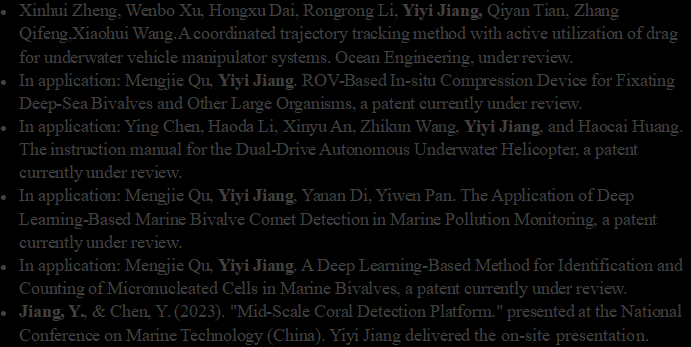 • Xinhui Zheng, Wenbo Xu, Hongxu Dai, Rongrong Li, Yiyi Jiang, Qiyan Tian, Zhang
Qifeng.Xiaohui Wang.A coordinated trajectory tracking method with active utilization of drag
for underwater vehicle manipulator systems. Ocean Engineering, under review.
• In application: Mengjie Qu, Yiyi Jiang. ROV-Based In-situ Compression Device for Fixating
Deep-Sea Bivalves and Other Large Organisms, a patent currently under review.
• In application: Ying Chen, Haoda Li, Xinyu An, Zhikun Wang, Yiyi Jiang, and Haocai Huang.
The instruction manual for the Dual-Drive Autonomous Underwater Helicopter, a patent
currently under review.
• In application: Mengjie Qu, Yiyi Jiang, Yanan Di, Yiwen Pan. The Application of Deep
Learning-Based Marine Bivalve Comet Detection in Marine Pollution Monitoring, a patent
currently under review.
• In application: Mengjie Qu, Yiyi Jiang. A Deep Learning-Based Method for Identification and
Counting of Micronucleated Cells in Marine Bivalves, a patent currently under review.
• Jiang, Y., & Chen, Y. (2023). "Mid-Scale Coral Detection Platform." presented at the National
Conference on Marine Technology (China). Yiyi Jiang delivered the on-site presentation.